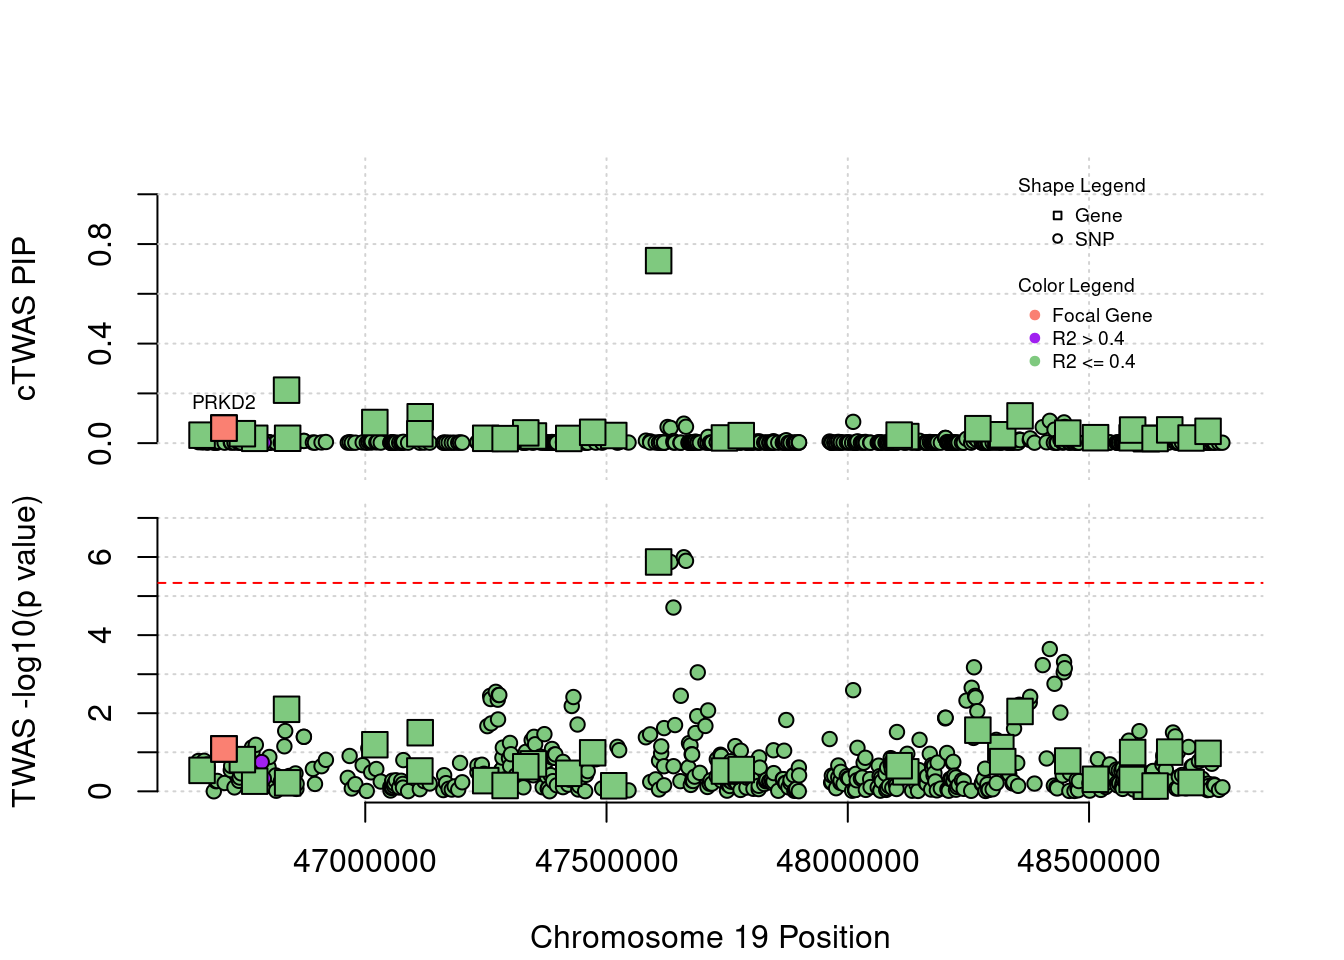 Shape Legend
Gene
SNP
Color Legend
Focal Gene
R2 > 0.4
R2 <= 0.4
PRKD2
cTWAS PIP
0.8
0.4
0.0
TWAS -log10(p value)
6
4
2
0
47000000 47500000 48000000 48500000
Chromosome 19 Position